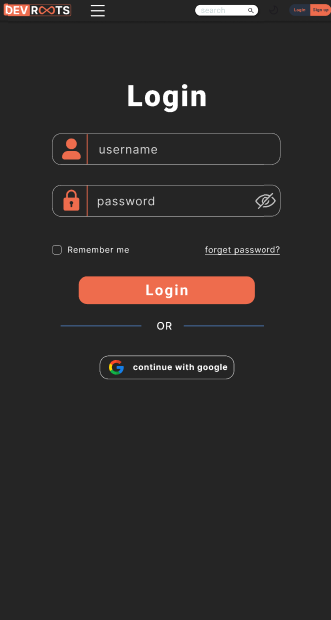 DEV ROOTS
search
Login
Sign up
Login
username
password
Remember me
forget password?
Login
OR
continue with google